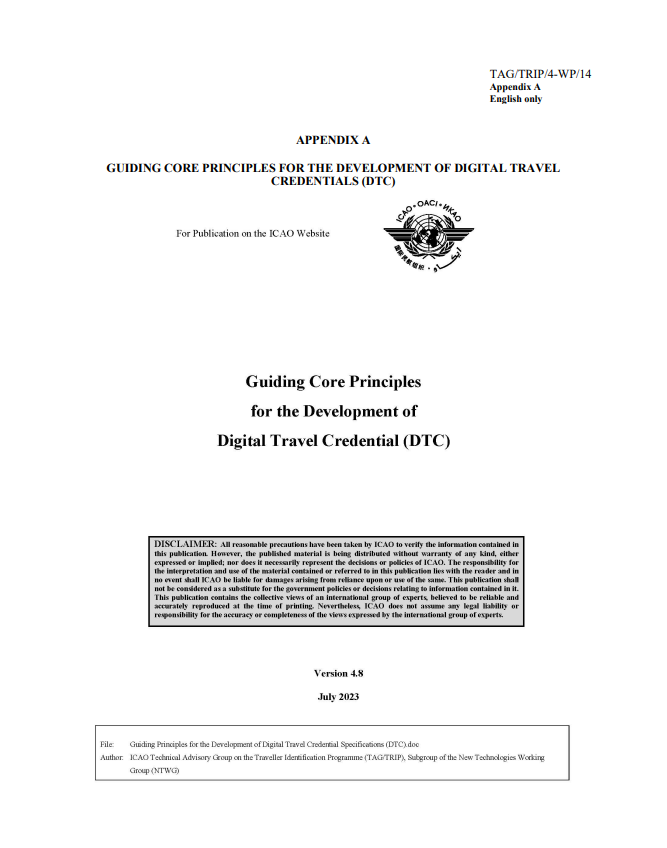 TAG/TRIP/4-WP/14
Appendix A
English only
APPENDIX A
GUIDING CORE PRINCIPLES FOR THE DEVELOPMENT OF DIGITAL TRAVEL
CREDENTIALS (DTC)
For Publication on the ICAO Website
ICAO • OACI • ИКАО
国际民航组织 • ايكاو
Guiding Core Principles
for the Development of
Digital Travel Credential (DTC)
DISCLAIMER: All reasonable precautions have been taken by ICAO to verify the information contained in
this publication. However, the published material is being distributed without warranty of any kind, either
expressed or implied; nor does it necessarily represent the decisions or policies of ICAO. The responsibility for
the interpretation and use of the material contained or referred to in this publication lies with the reader and in
no event shall ICAO be liable for damages arising from reliance upon or use of the same. This publication shall
not be considered as a substitute for the government policies or decisions relating to information contained in it.
This publication contains the collective views of an international group of experts, believed to be reliable and
accurately reproduced at the time of printing. Nevertheless, ICAO does not assume any legal liability or
responsibility for the accuracy or completeness of the views expressed by the international group of experts.
Version 4.8
July 2023
File: Guiding Principles for the Development of Digital Travel Credential Specifications (DTC).doc
Author: ICAO Technical Advisory Group on the Traveller Identification Programme (TAG/TRIP), Subgroup of the New Technologies Working
Group (NTWG)